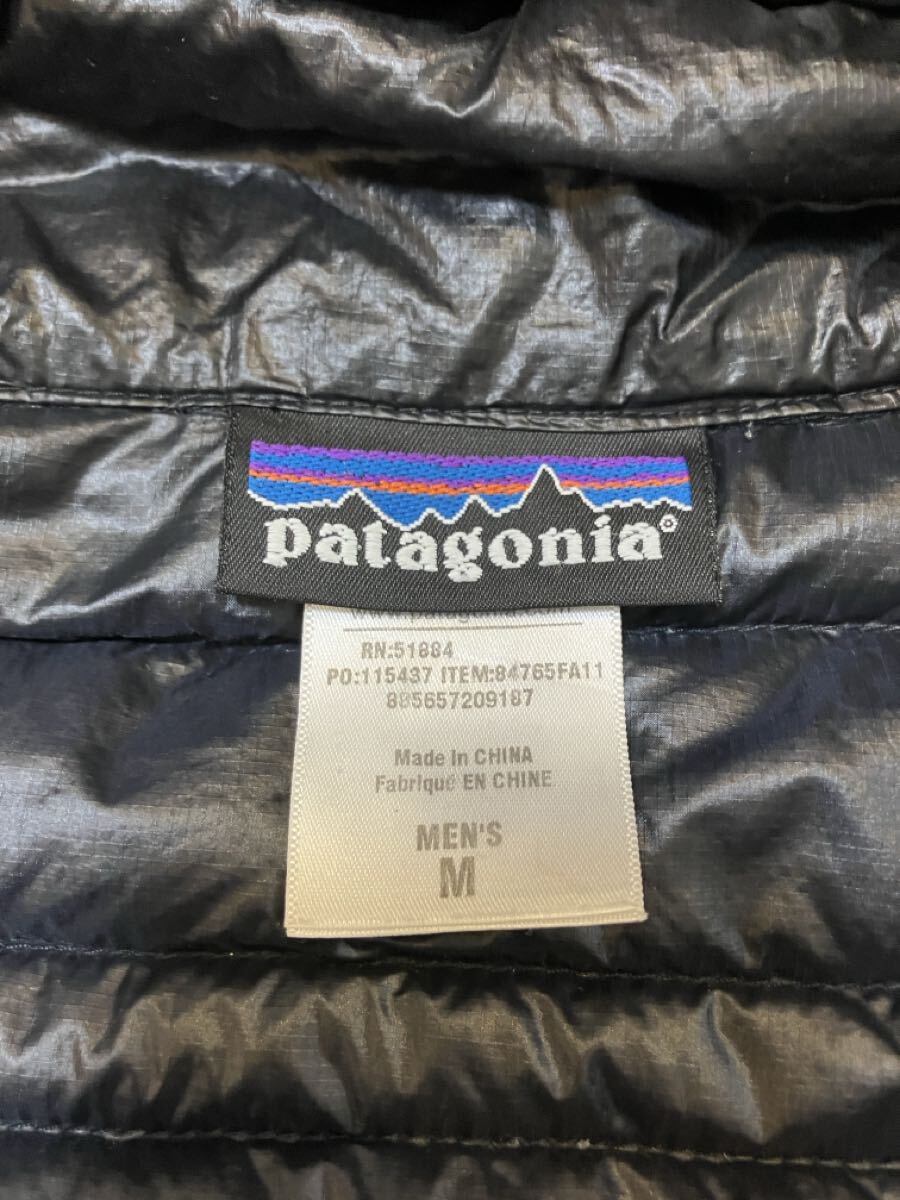 patagonia®
RN:51884
PO:115437 ITEM:84765FA11
885657209187
Made in CHINA
Fabriqué EN CHINE
MEN'S
M